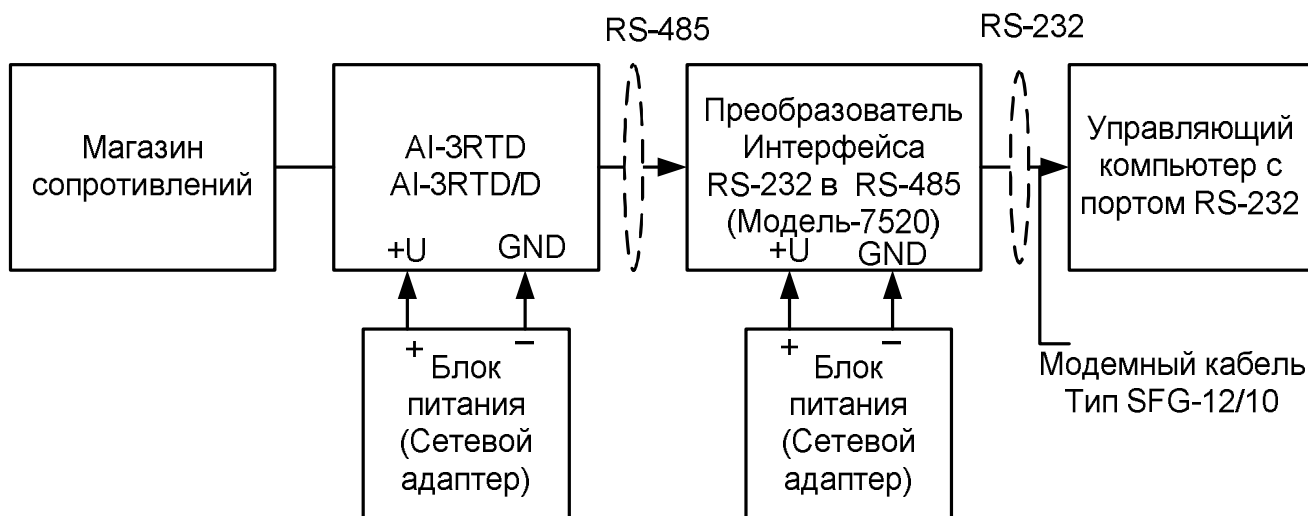 RS-485
RS-232
Магазин
сопротивлений
AI-3RTD
AI-3RTD/D
+U
GND
Преобразователь
Интерфейса
RS-232 в RS-485
(Модель-7520)
+U
GND
Управляющий
компьютер с
портом RS-232
+
–
Блок
питания
(Сетевой
адаптер)
+
–
Блок
питания
(Сетевой
адаптер)
Модемный кабель
Тип SFG-12/10